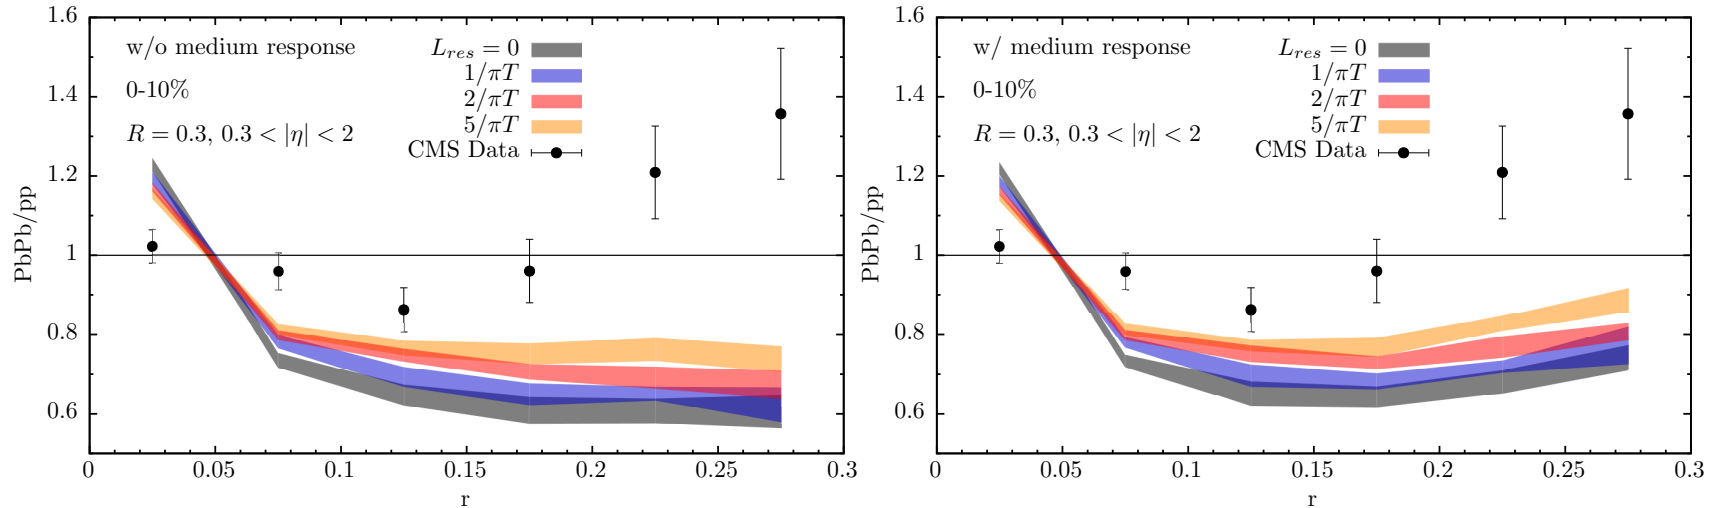 1.6
1.4
1.2
1
0.8
0.6
PbPb/pp
w/o medium response
0-10%
R = 0.3, 0.3 < |η| < 2
L_res = 0
1/πT
2/πT
5/πT
CMS Data
0 0.05 0.1 0.15 0.2 0.25 0.3
r
1.6
1.4
1.2
1
0.8
0.6
PbPb/pp
w/ medium response
0-10%
R = 0.3, 0.3 < |η| < 2
L_res = 0
1/πT
2/πT
5/πT
CMS Data
0 0.05 0.1 0.15 0.2 0.25 0.3
r